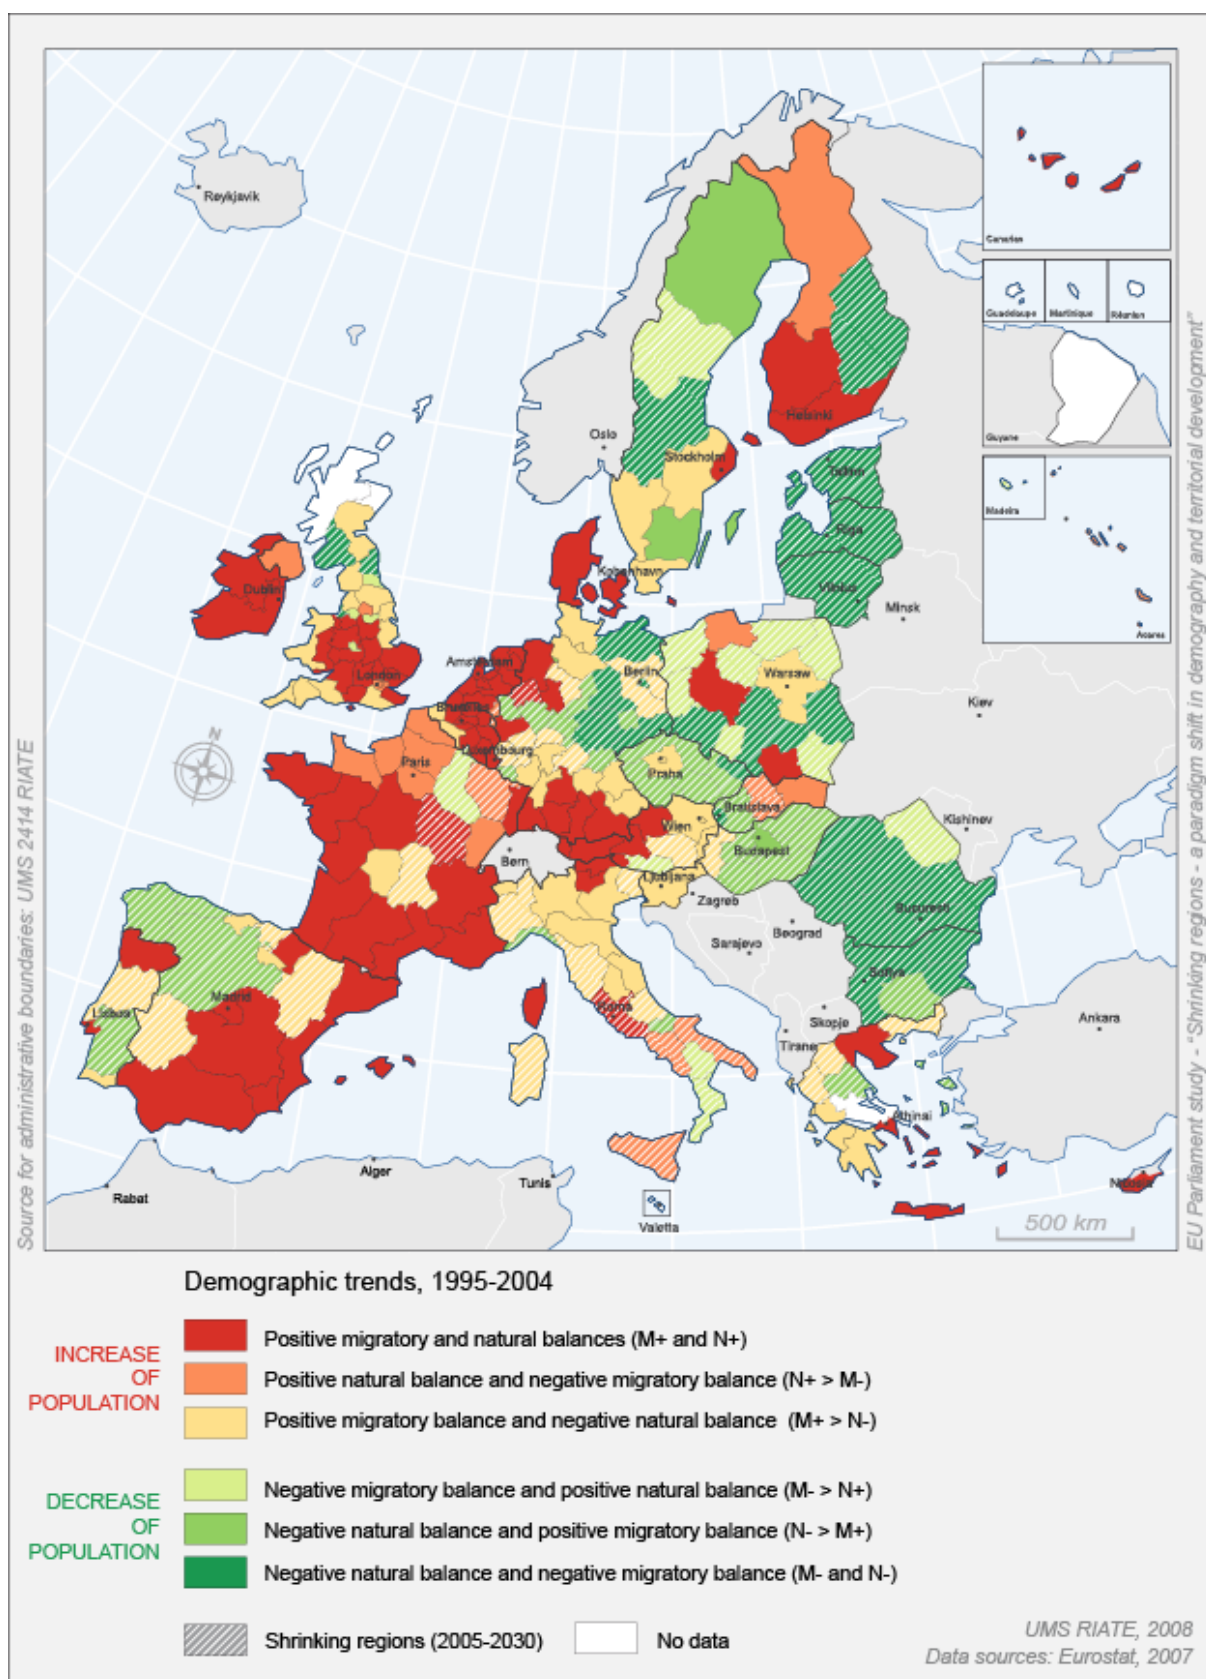 Reykjavik
Canarias
Guadaloupe
Martinique
Réunion
Guyane
Oslo
Helsinki
Stockholm
Tallinn
Madeira
Riga
Kobenhavn
Dublin
Vilnius
Minsk
Acores
Amsterdam
Berlin
Warsaw
London
Kiev
Bruxelles
Luxembourg
Paris
Praha
Bratislava
Kishinev
Wien
Budapest
Bern
Ljubljana
Zagreb
Bucuresti
Beograd
Sarajevo
Sofiya
Madrid
Roma
Skopje
Ankara
Lisboa
Tirane
Athinai
Alger
Tunis
Nicosia
Rabat
Valetta
500 km
Source for administrative boundaries: UMS 2414 RIATE
EU Parliament study - "Shrinking regions - a paradigm shift in demography and territorial development"
Demographic trends, 1995-2004
INCREASE
OF
POPULATION
Positive migratory and natural balances (M+ and N+)
Positive natural balance and negative migratory balance (N+ > M-)
Positive migratory balance and negative natural balance (M+ > N-)
DECREASE
OF
POPULATION
Negative migratory balance and positive natural balance (M- > N+)
Negative natural balance and positive migratory balance (N- > M+)
Negative natural balance and negative migratory balance (M- and N-)
Shrinking regions (2005-2030)
No data
UMS RIATE, 2008
Data sources: Eurostat, 2007
N